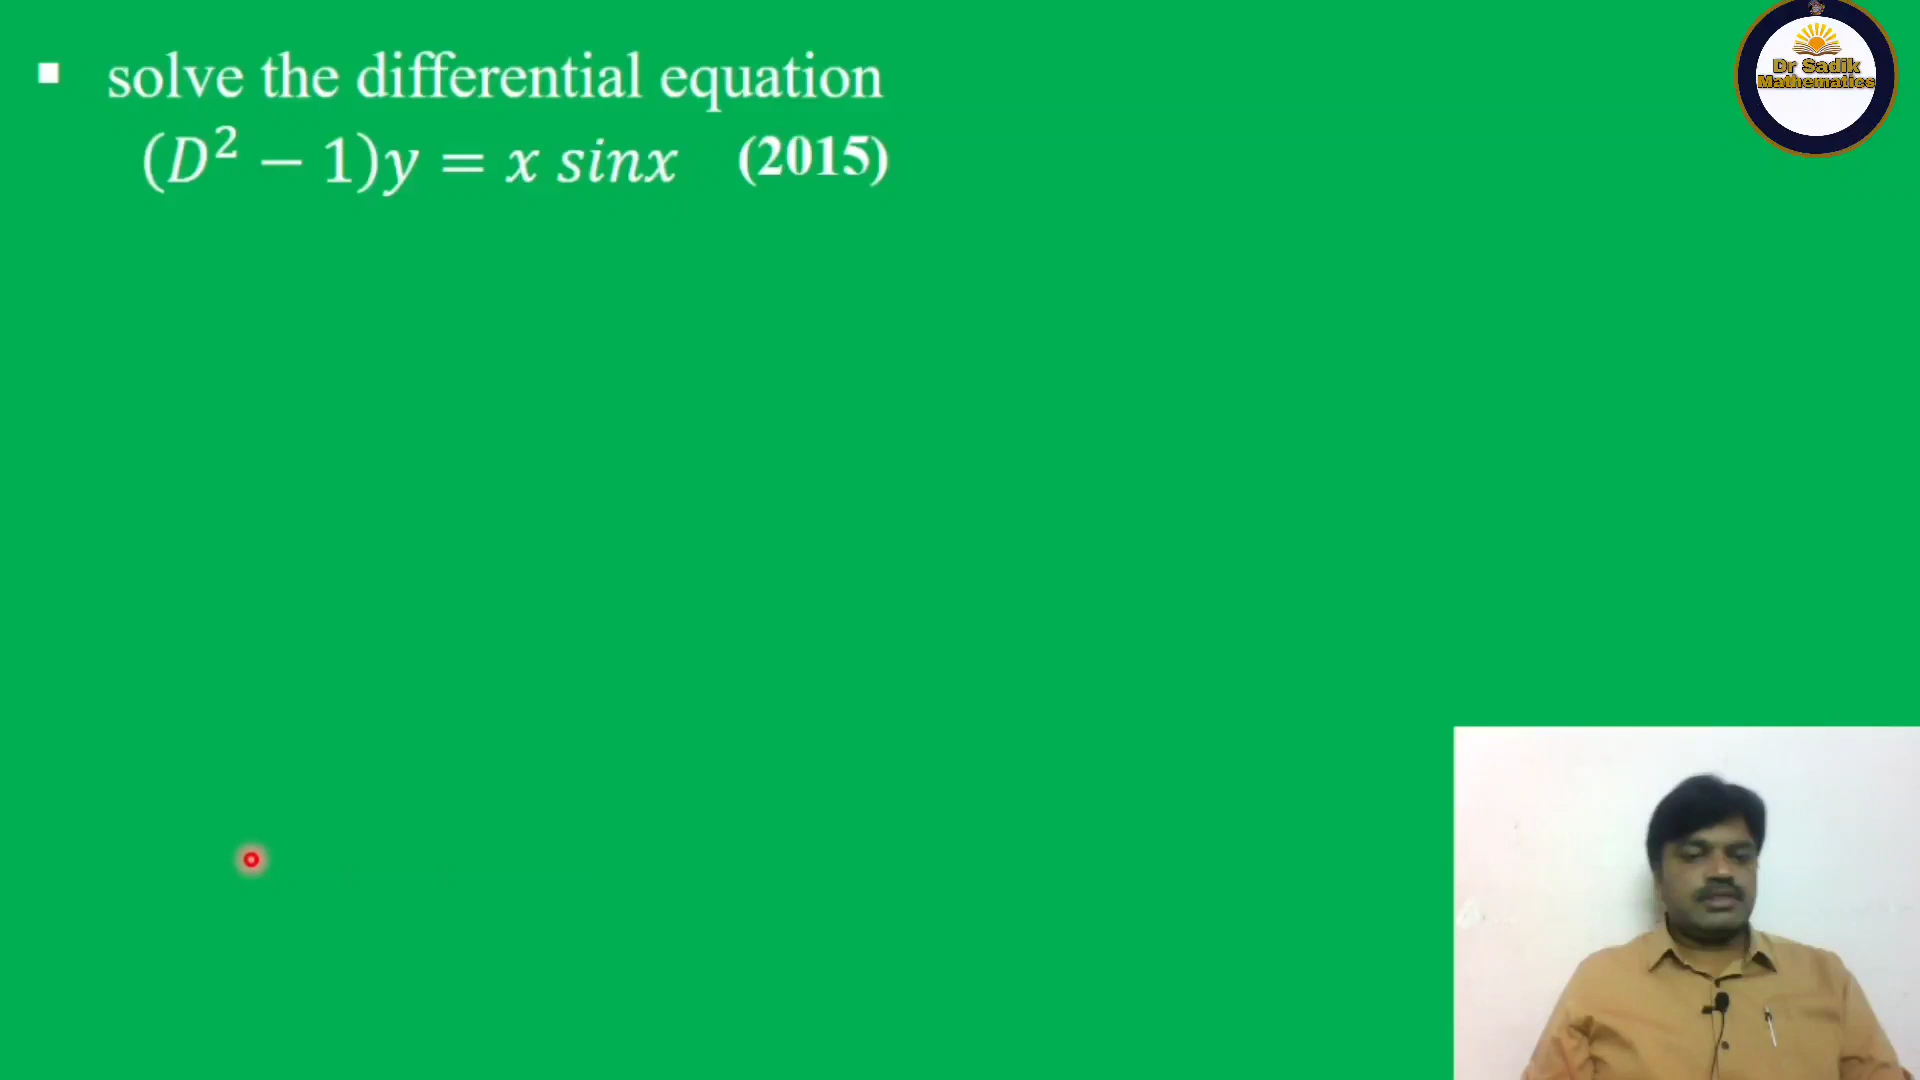 solve the differential equation
(D² − 1)y = x sinx (2015)
Dr Sadik
Mathematics